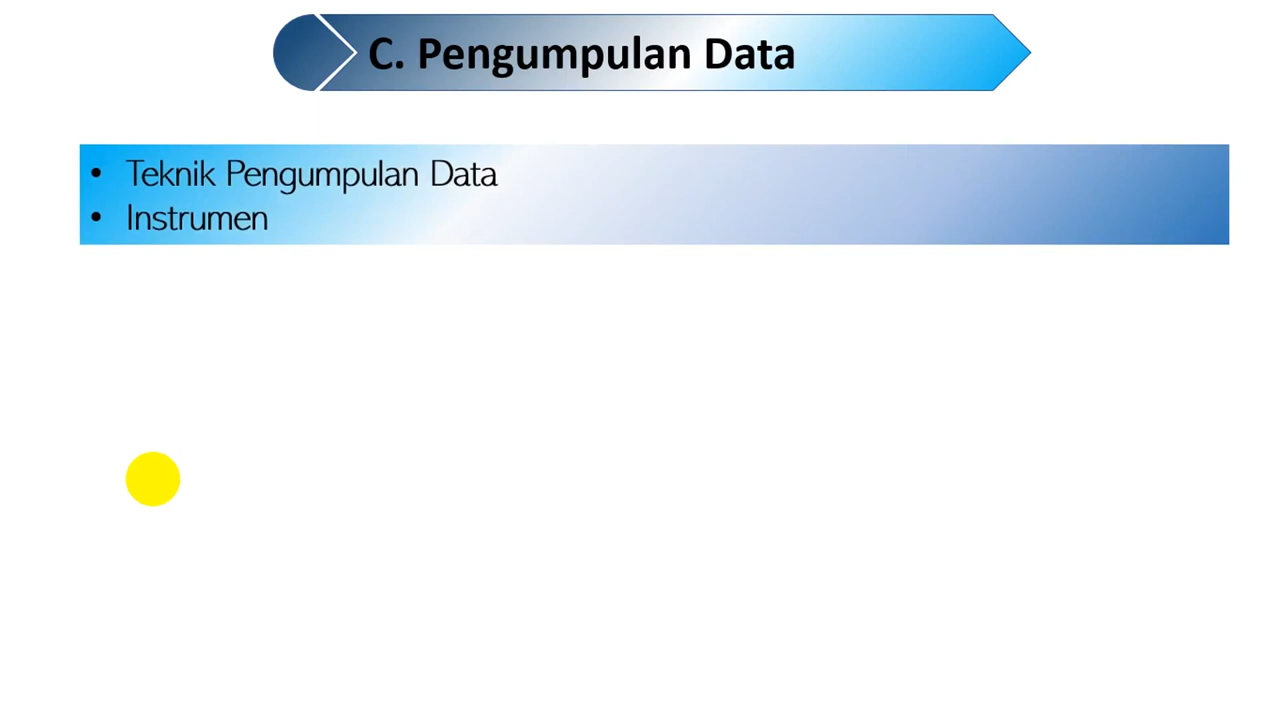 C. Pengumpulan Data
• Teknik Pengumpulan Data
• Instrumen